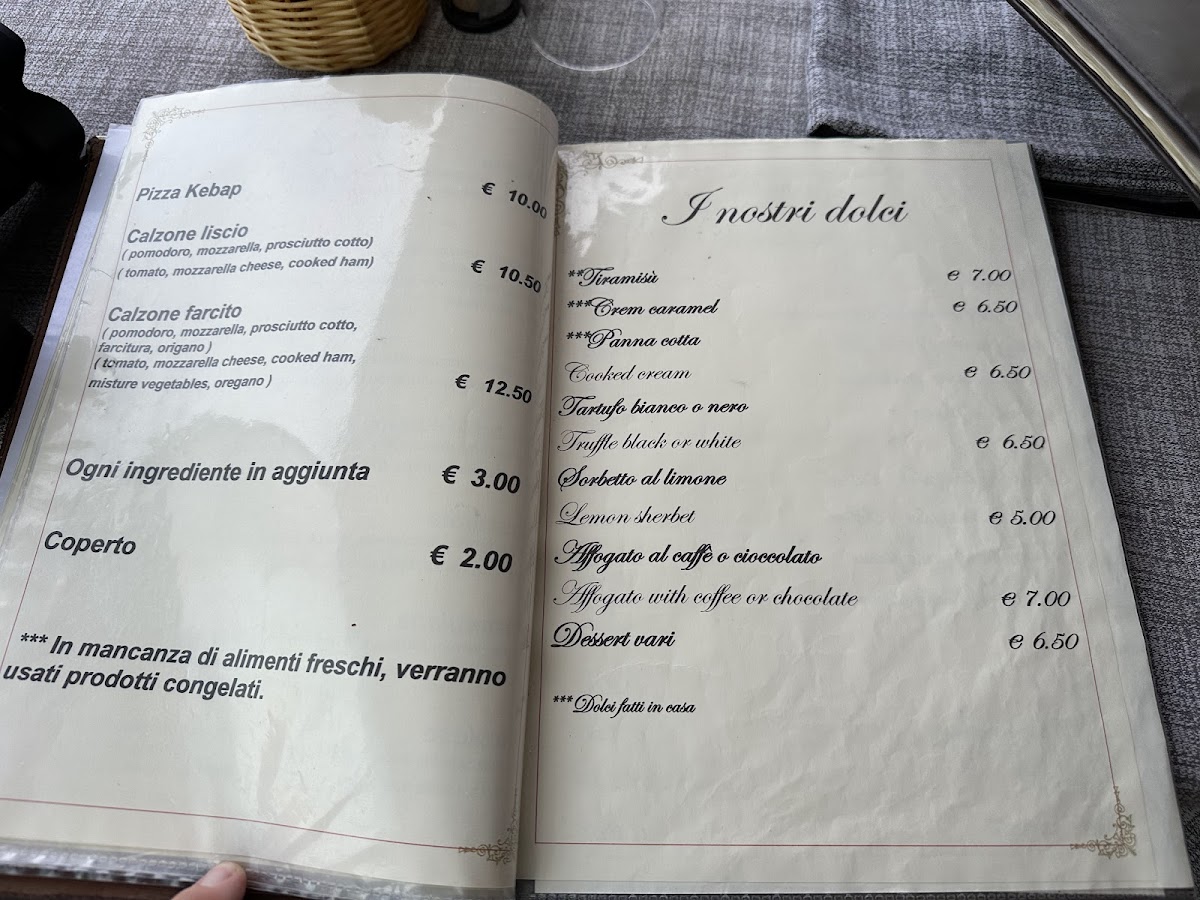 Pizza Kebap € 10.00
Calzone liscio
( pomodoro, mozzarella, prosciutto cotto)
( tomato, mozzarella cheese, cooked ham) € 10.50
Calzone farcito
( pomodoro, mozzarella, prosciutto cotto,
farcitura, origano )
( tomato, mozzarella cheese, cooked ham,
misture vegetables, oregano ) € 12.50
Ogni ingrediente in aggiunta € 3.00
Coperto € 2.00
*** In mancanza di alimenti freschi, verranno
usati prodotti congelati.
I nostri dolci
**Tiramisù € 7.00
***Crem caramel € 6.50
***Panna cotta
Cooked cream € 6.50
Tartufo bianco o nero
Truffle black or white € 6.50
Sorbetto al limone
Lemon sherbet € 5.00
Affogato al caffè o cioccolato
Affogato with coffee or chocolate € 7.00
Dessert vari € 6.50
***Dolci fatti in casa